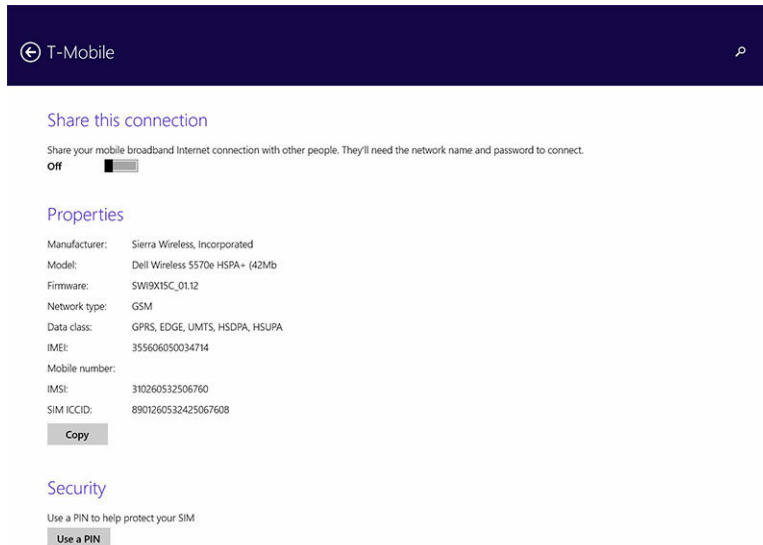 T-Mobile
Share this connection
Share your mobile broadband Internet connection with other people. They'll need the network name and password to connect.
Off
Properties
Manufacturer: Sierra Wireless, Incorporated
Model: Dell Wireless 5570e HSPA+ (42Mb
Firmware: SWI9X15C_01.12
Network type: GSM
Data class: GPRS, EDGE, UMTS, HSDPA, HSUPA
IMEI: 355606050034714
Mobile number:
IMSI: 310260532506760
SIM ICCID: 8901260532425067608
Copy
Security
Use a PIN to help protect your SIM
Use a PIN